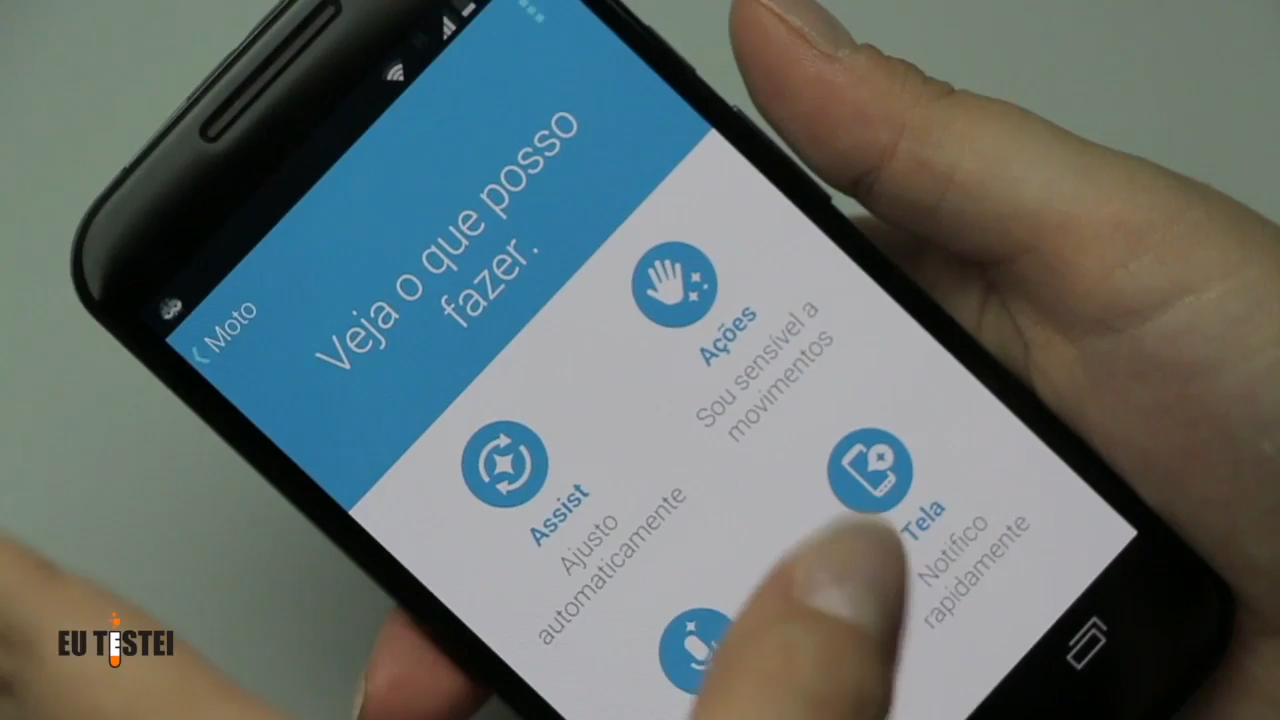 Moto
Veja o que posso
fazer.
Assist
Ajusto
automaticamente
Ações
Sou sensível a
movimentos
Tela
Notifico
rapidamente
EU TESTEI